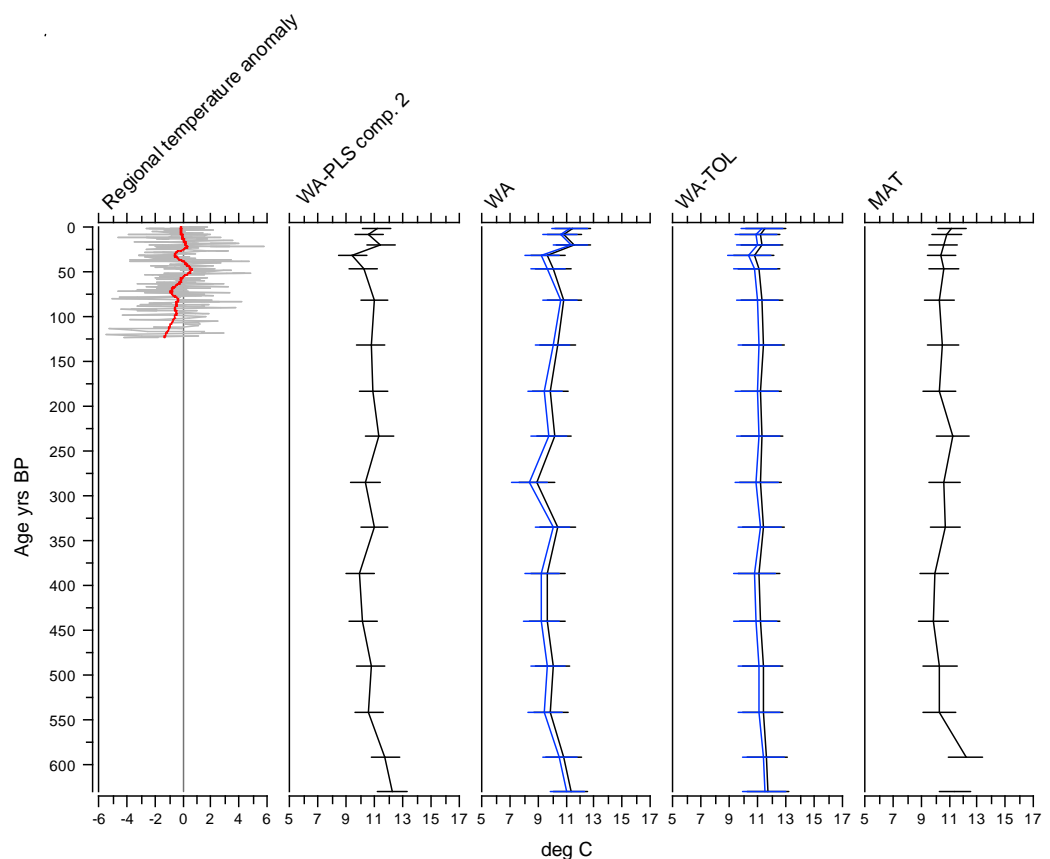 Regional temperature anomaly
WA-PLS comp. 2
WA
WA-TOL
MAT
0
50
100
150
200
250
300
350
400
450
500
550
600
Age yrs BP
-6 -4 -2 0 2 4 6
5 7 9 11 13 15 17
5 7 9 11 13 15 17
5 7 9 11 13 15 17
5 7 9 11 13 15 17
deg C